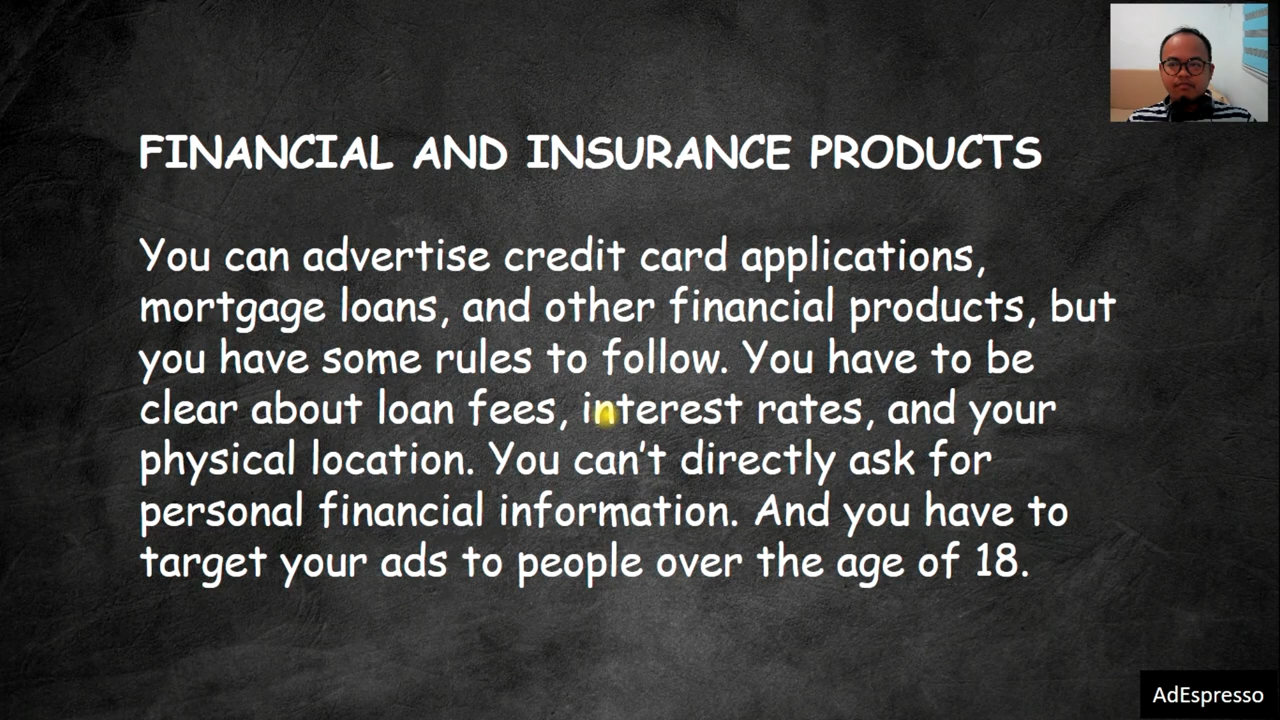 FINANCIAL AND INSURANCE PRODUCTS
You can advertise credit card applications,
mortgage loans, and other financial products, but
you have some rules to follow. You have to be
clear about loan fees, interest rates, and your
physical location. You can't directly ask for
personal financial information. And you have to
target your ads to people over the age of 18.
AdEspresso